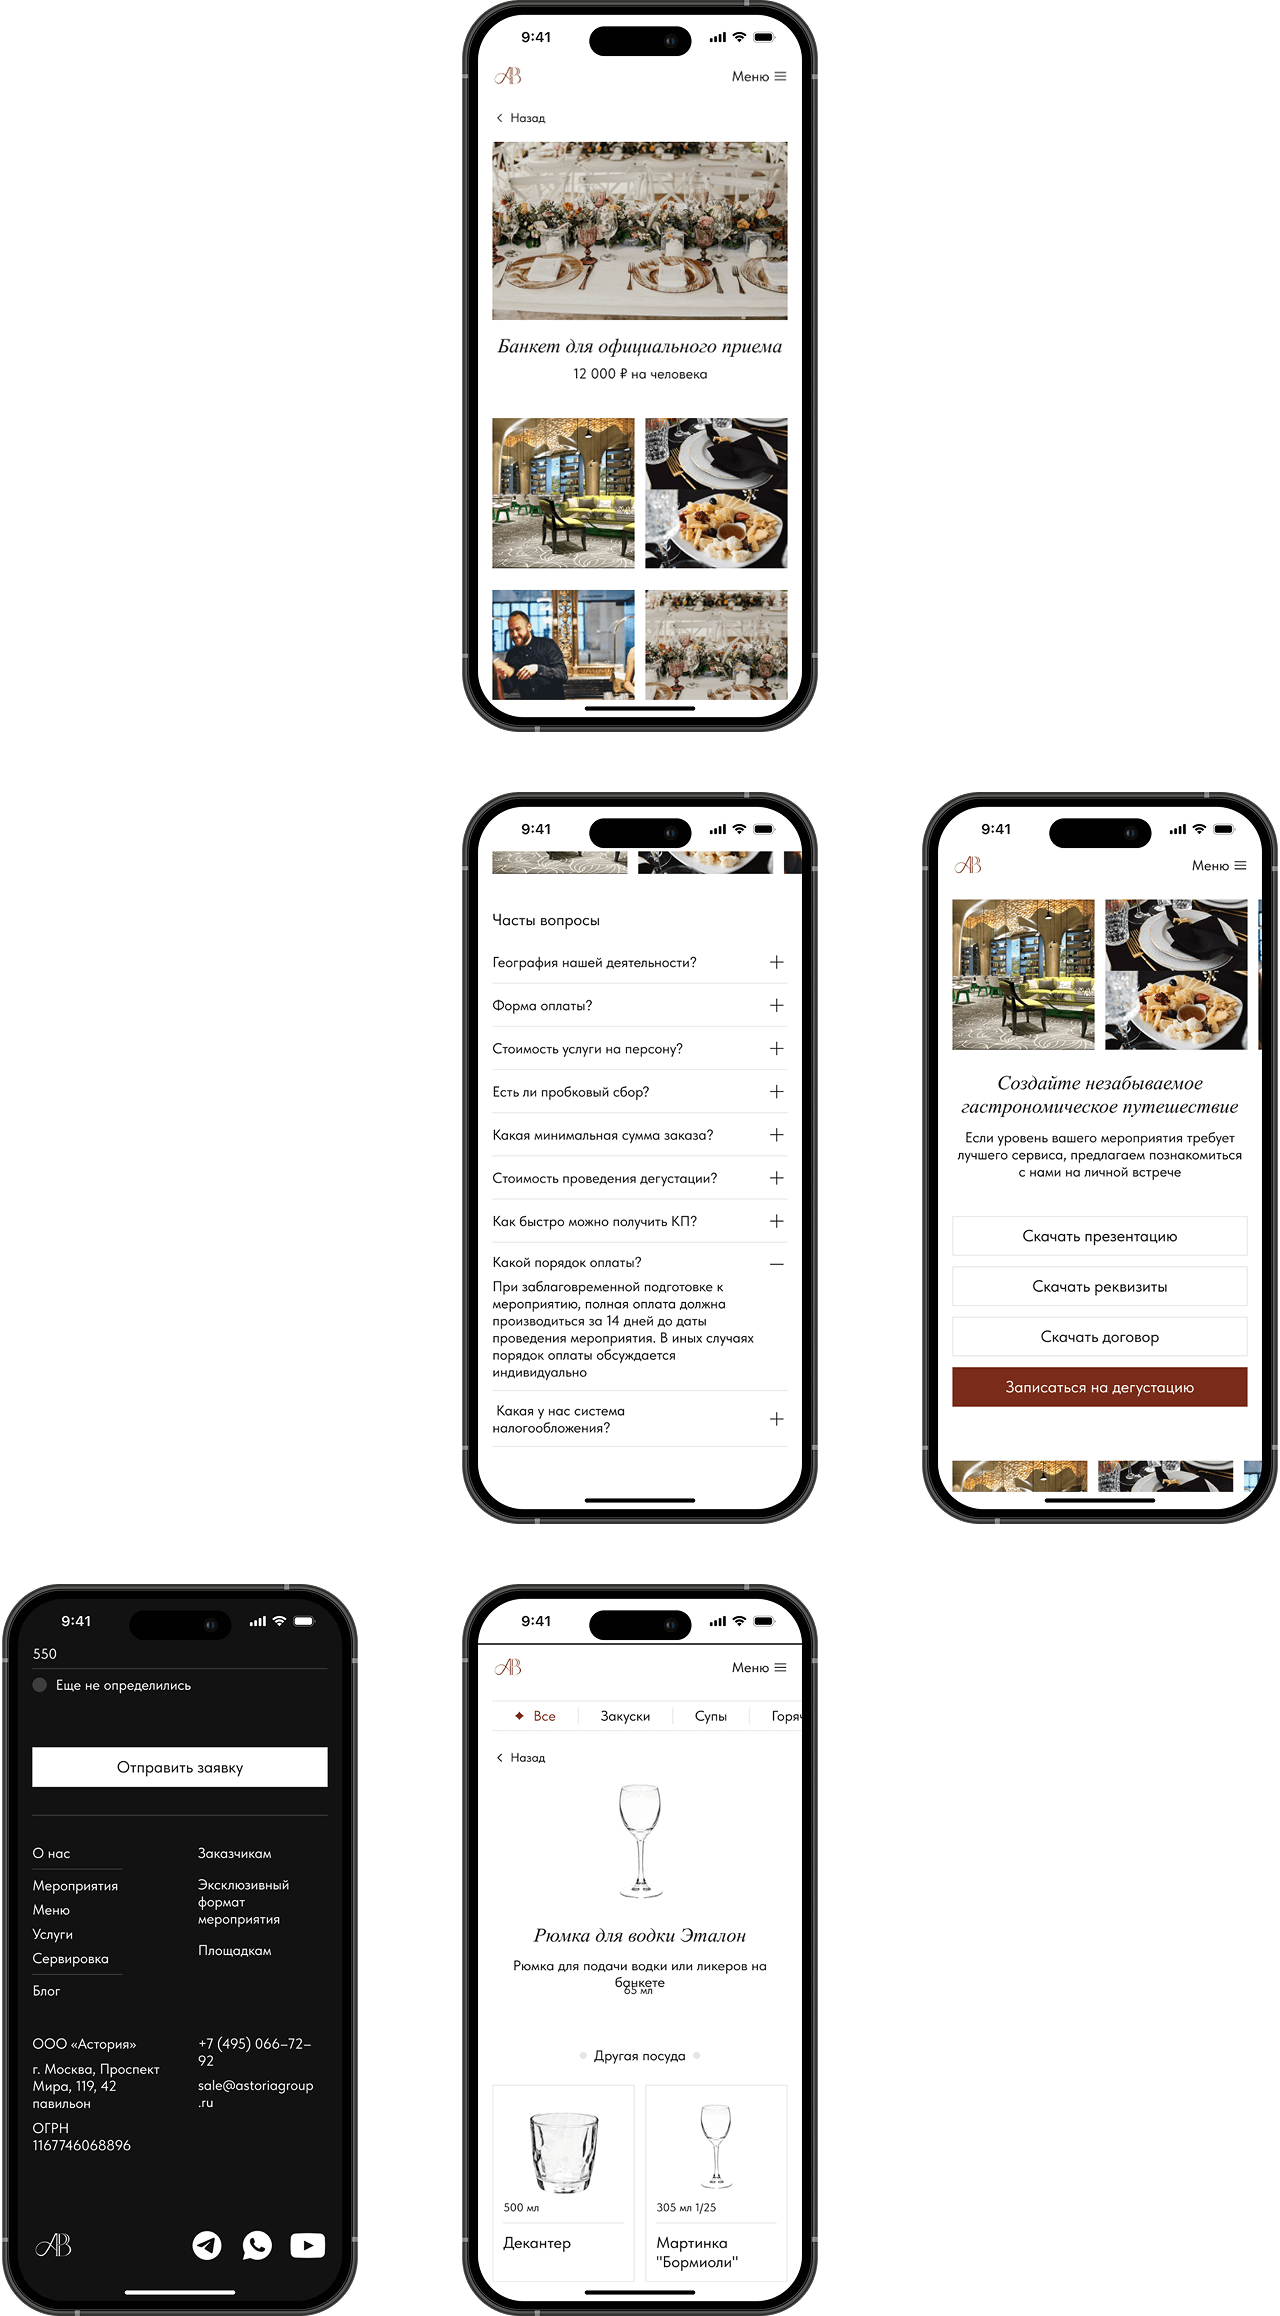 9:41
AB
Меню
Назад
Банкет для официального приема
12 000 ₽ на человека
9:41
Часты вопросы
География нашей деятельности?
Форма оплаты?
Стоимость услуги на персону?
Есть ли пробковый сбор?
Какая минимальная сумма заказа?
Стоимость проведения дегустации?
Как быстро можно получить КП?
Какой порядок оплаты?
При заблаговременной подготовке к
мероприятию, полная оплата должна
производиться за 14 дней до даты
проведения мероприятия. В иных случаях
порядок оплаты обсуждается
индивидуально
Какая у нас система
налогообложения?
9:41
AB
Меню
Создайте незабываемое
гастрономическое путешествие
Если уровень вашего мероприятия требует
лучшего сервиса, предлагаем познакомиться
с нами на личной встрече
Скачать презентацию
Скачать реквизиты
Скачать договор
Записаться на дегустацию
9:41
550
Еще не определились
Отправить заявку
О нас
Мероприятия
Меню
Услуги
Сервировка
Блог
Заказчикам
Эксклюзивный
формат
мероприятия
Площадкам
ООО «Астория»
г. Москва, Проспект
Мира, 119, 42
павильон
ОГРН
1167746068896
+7 (495) 066–72–
92
sale@astoriagroup
.ru
AB
9:41
AB
Меню
Все
Закуски
Супы
Горяч
Назад
Рюмка для водки Эталон
Рюмка для подачи водки или ликеров на
банкете
65 мл
Другая посуда
500 мл
Декантер
305 мл 1/25
Мартинка
"Бормиоли"